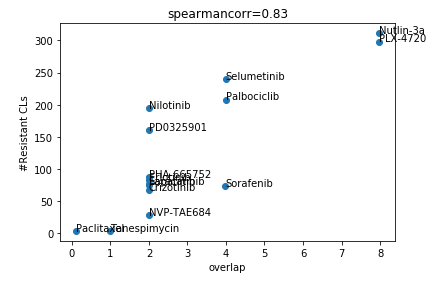 spearmancorr=0.83
Nutlin-3a
PLX-4720
Selumetinib
Palbociclib
Nilotinib
PD0325901
PHA-665752
Erlotinib
Lapatinib
Crizotinib
Sorafenib
NVP-TAE684
Paclitaxel
Tanespimycin
#Resistant CLs
300
250
200
150
100
50
0
0 1 2 3 4 5 6 7 8
overlap